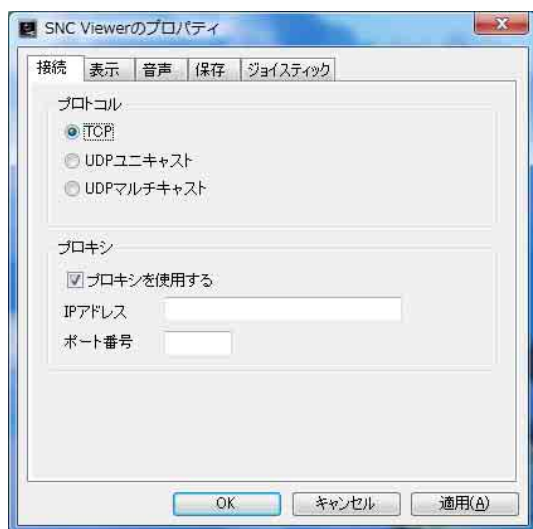 SNC Viewerのプロパティ
接続 表示 音声 保存 ジョイスティック
プロトコル
TCP
UDPユニキャスト
UDPマルチキャスト
プロキシ
プロキシを使用する
IPアドレス
ポート番号
OK キャンセル 適用(A)